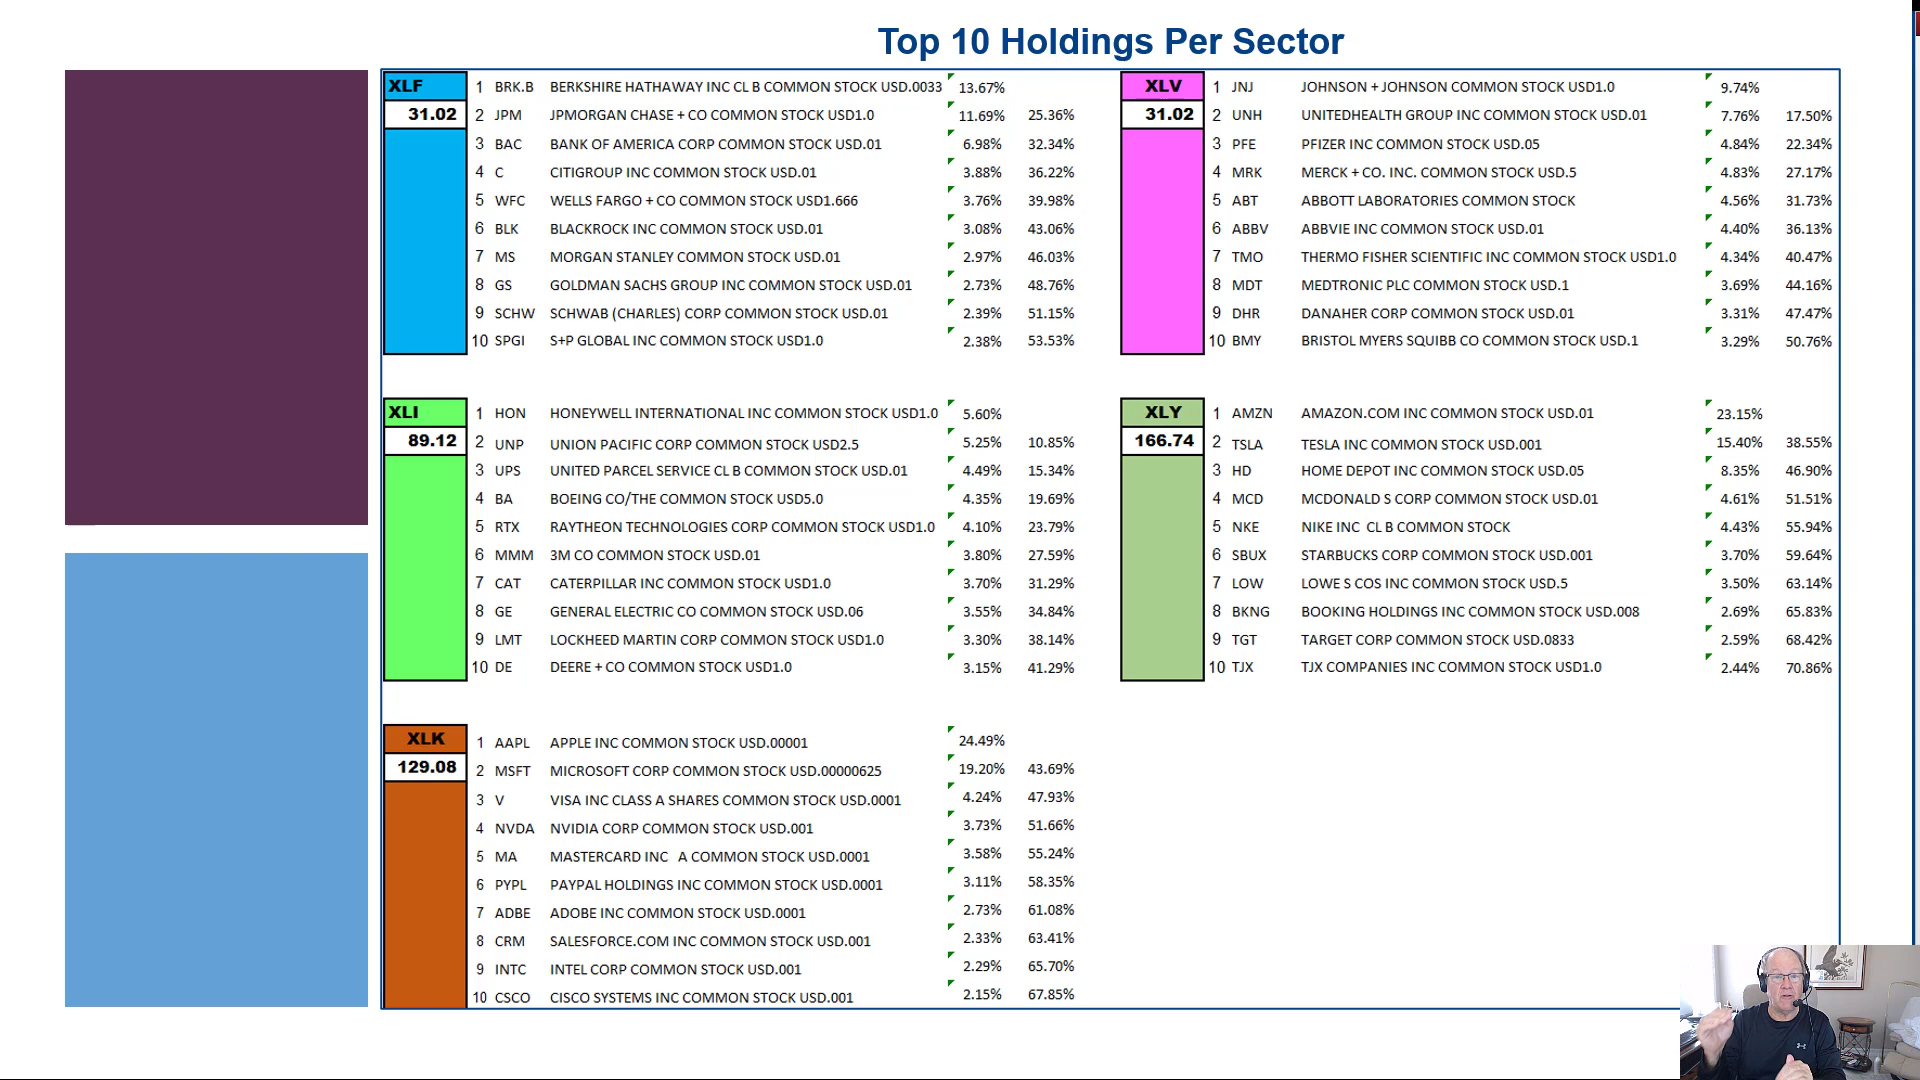 Top 10 Holdings Per Sector
XLF
31.02
1 BRK.B BERKSHIRE HATHAWAY INC CL B COMMON STOCK USD.0033 13.67%
2 JPM JPMORGAN CHASE + CO COMMON STOCK USD1.0 11.69% 25.36%
3 BAC BANK OF AMERICA CORP COMMON STOCK USD.01 6.98% 32.34%
4 C CITIGROUP INC COMMON STOCK USD.01 3.88% 36.22%
5 WFC WELLS FARGO + CO COMMON STOCK USD1.666 3.76% 39.98%
6 BLK BLACKROCK INC COMMON STOCK USD.01 3.08% 43.06%
7 MS MORGAN STANLEY COMMON STOCK USD.01 2.97% 46.03%
8 GS GOLDMAN SACHS GROUP INC COMMON STOCK USD.01 2.73% 48.76%
9 SCHW SCHWAB (CHARLES) CORP COMMON STOCK USD.01 2.39% 51.15%
10 SPGI S+P GLOBAL INC COMMON STOCK USD1.0 2.38% 53.53%
XLV
31.02
1 JNJ JOHNSON + JOHNSON COMMON STOCK USD1.0 9.74%
2 UNH UNITEDHEALTH GROUP INC COMMON STOCK USD.01 7.76% 17.50%
3 PFE PFIZER INC COMMON STOCK USD.05 4.84% 22.34%
4 MRK MERCK + CO. INC. COMMON STOCK USD.5 4.83% 27.17%
5 ABT ABBOTT LABORATORIES COMMON STOCK 4.56% 31.73%
6 ABBV ABBVIE INC COMMON STOCK USD.01 4.40% 36.13%
7 TMO THERMO FISHER SCIENTIFIC INC COMMON STOCK USD1.0 4.34% 40.47%
8 MDT MEDTRONIC PLC COMMON STOCK USD.1 3.69% 44.16%
9 DHR DANAHER CORP COMMON STOCK USD.01 3.31% 47.47%
10 BMY BRISTOL MYERS SQUIBB CO COMMON STOCK USD.1 3.29% 50.76%
XLI
89.12
1 HON HONEYWELL INTERNATIONAL INC COMMON STOCK USD1.0 5.60%
2 UNP UNION PACIFIC CORP COMMON STOCK USD2.5 5.25% 10.85%
3 UPS UNITED PARCEL SERVICE CL B COMMON STOCK USD.01 4.49% 15.34%
4 BA BOEING CO/THE COMMON STOCK USD5.0 4.35% 19.69%
5 RTX RAYTHEON TECHNOLOGIES CORP COMMON STOCK USD1.0 4.10% 23.79%
6 MMM 3M CO COMMON STOCK USD.01 3.80% 27.59%
7 CAT CATERPILLAR INC COMMON STOCK USD1.0 3.70% 31.29%
8 GE GENERAL ELECTRIC CO COMMON STOCK USD.06 3.55% 34.84%
9 LMT LOCKHEED MARTIN CORP COMMON STOCK USD1.0 3.30% 38.14%
10 DE DEERE + CO COMMON STOCK USD1.0 3.15% 41.29%
XLY
166.74
1 AMZN AMAZON.COM INC COMMON STOCK USD.01 23.15%
2 TSLA TESLA INC COMMON STOCK USD.001 15.40% 38.55%
3 HD HOME DEPOT INC COMMON STOCK USD.05 8.35% 46.90%
4 MCD MCDONALD S CORP COMMON STOCK USD.01 4.61% 51.51%
5 NKE NIKE INC CL B COMMON STOCK 4.43% 55.94%
6 SBUX STARBUCKS CORP COMMON STOCK USD.001 3.70% 59.64%
7 LOW LOWE S COS INC COMMON STOCK USD.5 3.50% 63.14%
8 BKNG BOOKING HOLDINGS INC COMMON STOCK USD.008 2.69% 65.83%
9 TGT TARGET CORP COMMON STOCK USD.0833 2.59% 68.42%
10 TJX TJX COMPANIES INC COMMON STOCK USD1.0 2.44% 70.86%
XLK
129.08
1 AAPL APPLE INC COMMON STOCK USD.00001 24.49%
2 MSFT MICROSOFT CORP COMMON STOCK USD.00000625 19.20% 43.69%
3 V VISA INC CLASS A SHARES COMMON STOCK USD.0001 4.24% 47.93%
4 NVDA NVIDIA CORP COMMON STOCK USD.001 3.73% 51.66%
5 MA MASTERCARD INC A COMMON STOCK USD.0001 3.58% 55.24%
6 PYPL PAYPAL HOLDINGS INC COMMON STOCK USD.0001 3.11% 58.35%
7 ADBE ADOBE INC COMMON STOCK USD.0001 2.73% 61.08%
8 CRM SALESFORCE.COM INC COMMON STOCK USD.001 2.33% 63.41%
9 INTC INTEL CORP COMMON STOCK USD.001 2.29% 65.70%
10 CSCO CISCO SYSTEMS INC COMMON STOCK USD.001 2.15% 67.85%